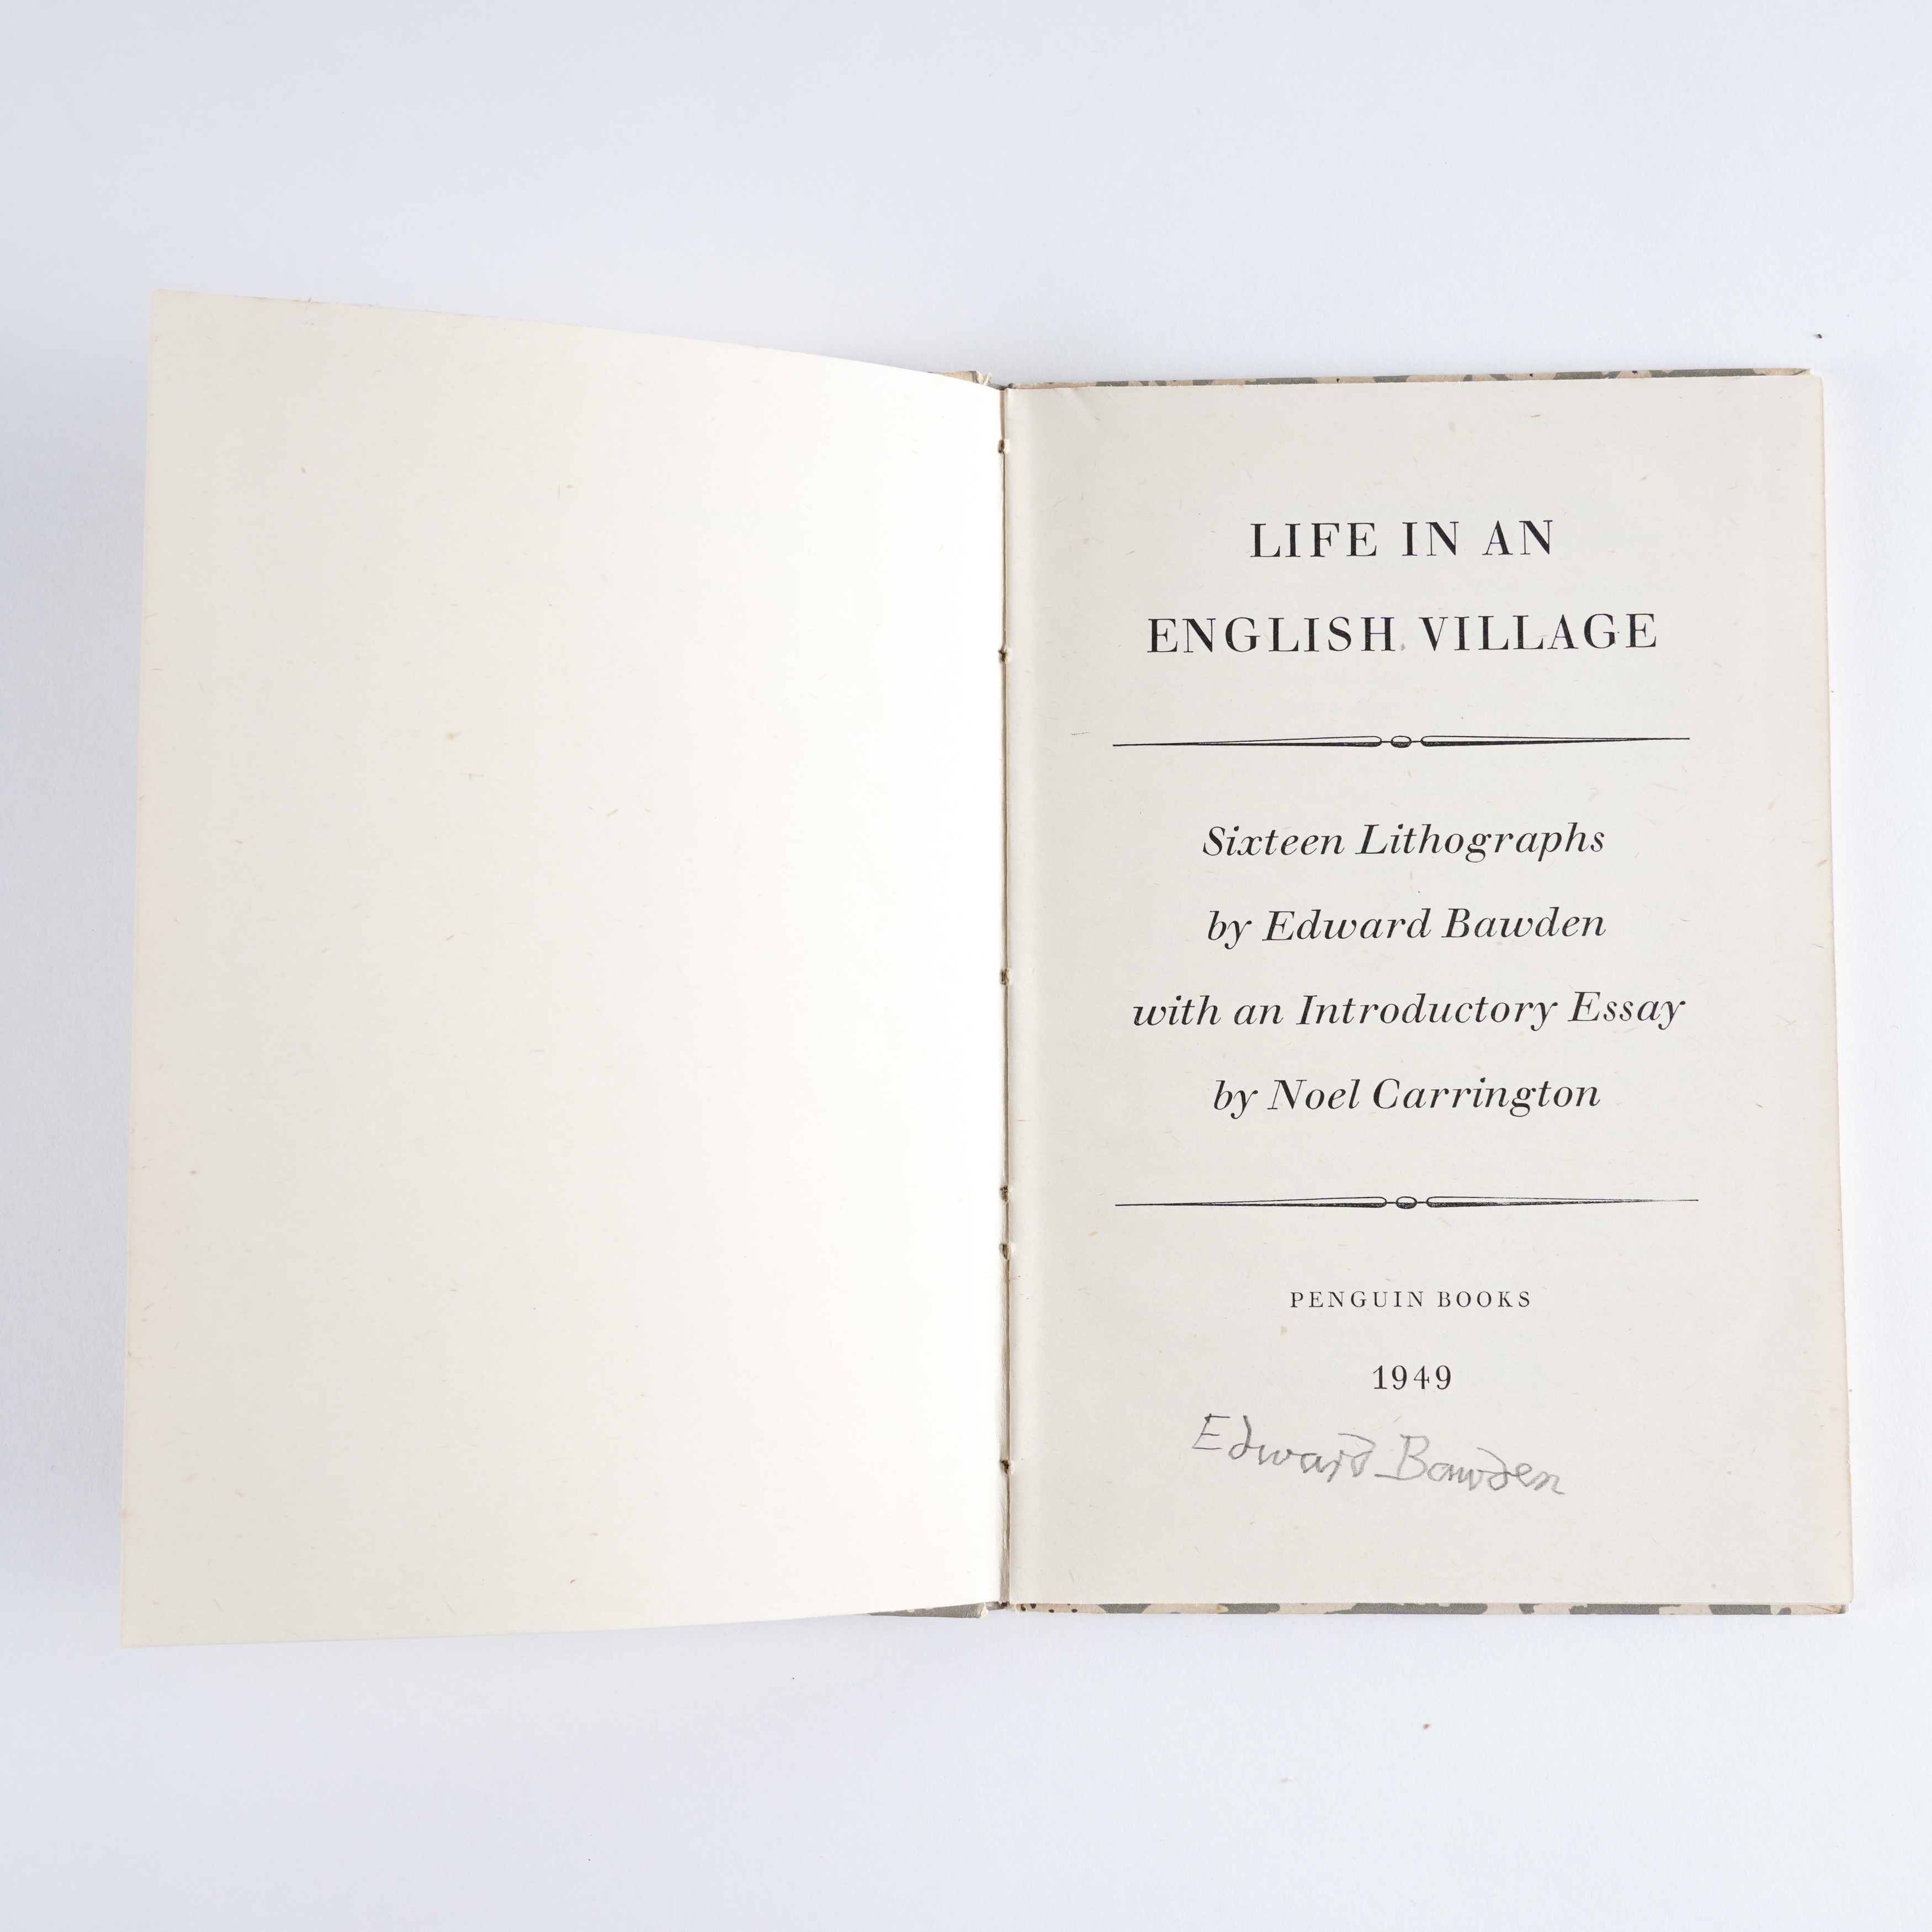 LIFE IN AN
ENGLISH VILLAGE
Sixteen Lithographs
by Edward Bawden
with an Introductory Essay
by Noel Carrington
PENGUIN BOOKS
1949
Edward Bawden